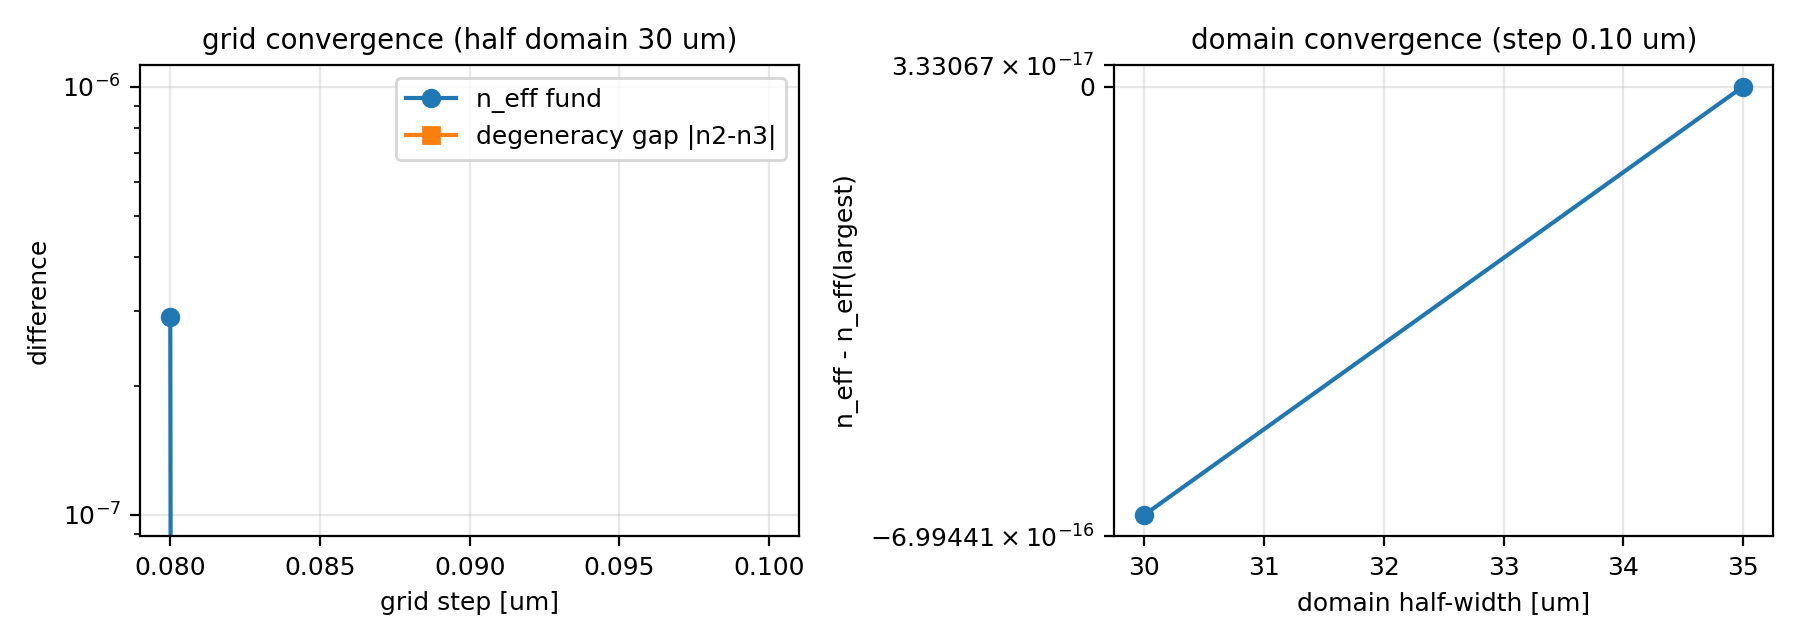 grid convergence (half domain 30 um)
10⁻⁶
10⁻⁷
difference
n_eff fund
degeneracy gap |n2-n3|
0.080 0.085 0.090 0.095 0.100
grid step [um]
domain convergence (step 0.10 um)
3.33067 × 10⁻¹⁷
0
−6.99441 × 10⁻¹⁶
n_eff - n_eff(largest)
30 31 32 33 34 35
domain half-width [um]